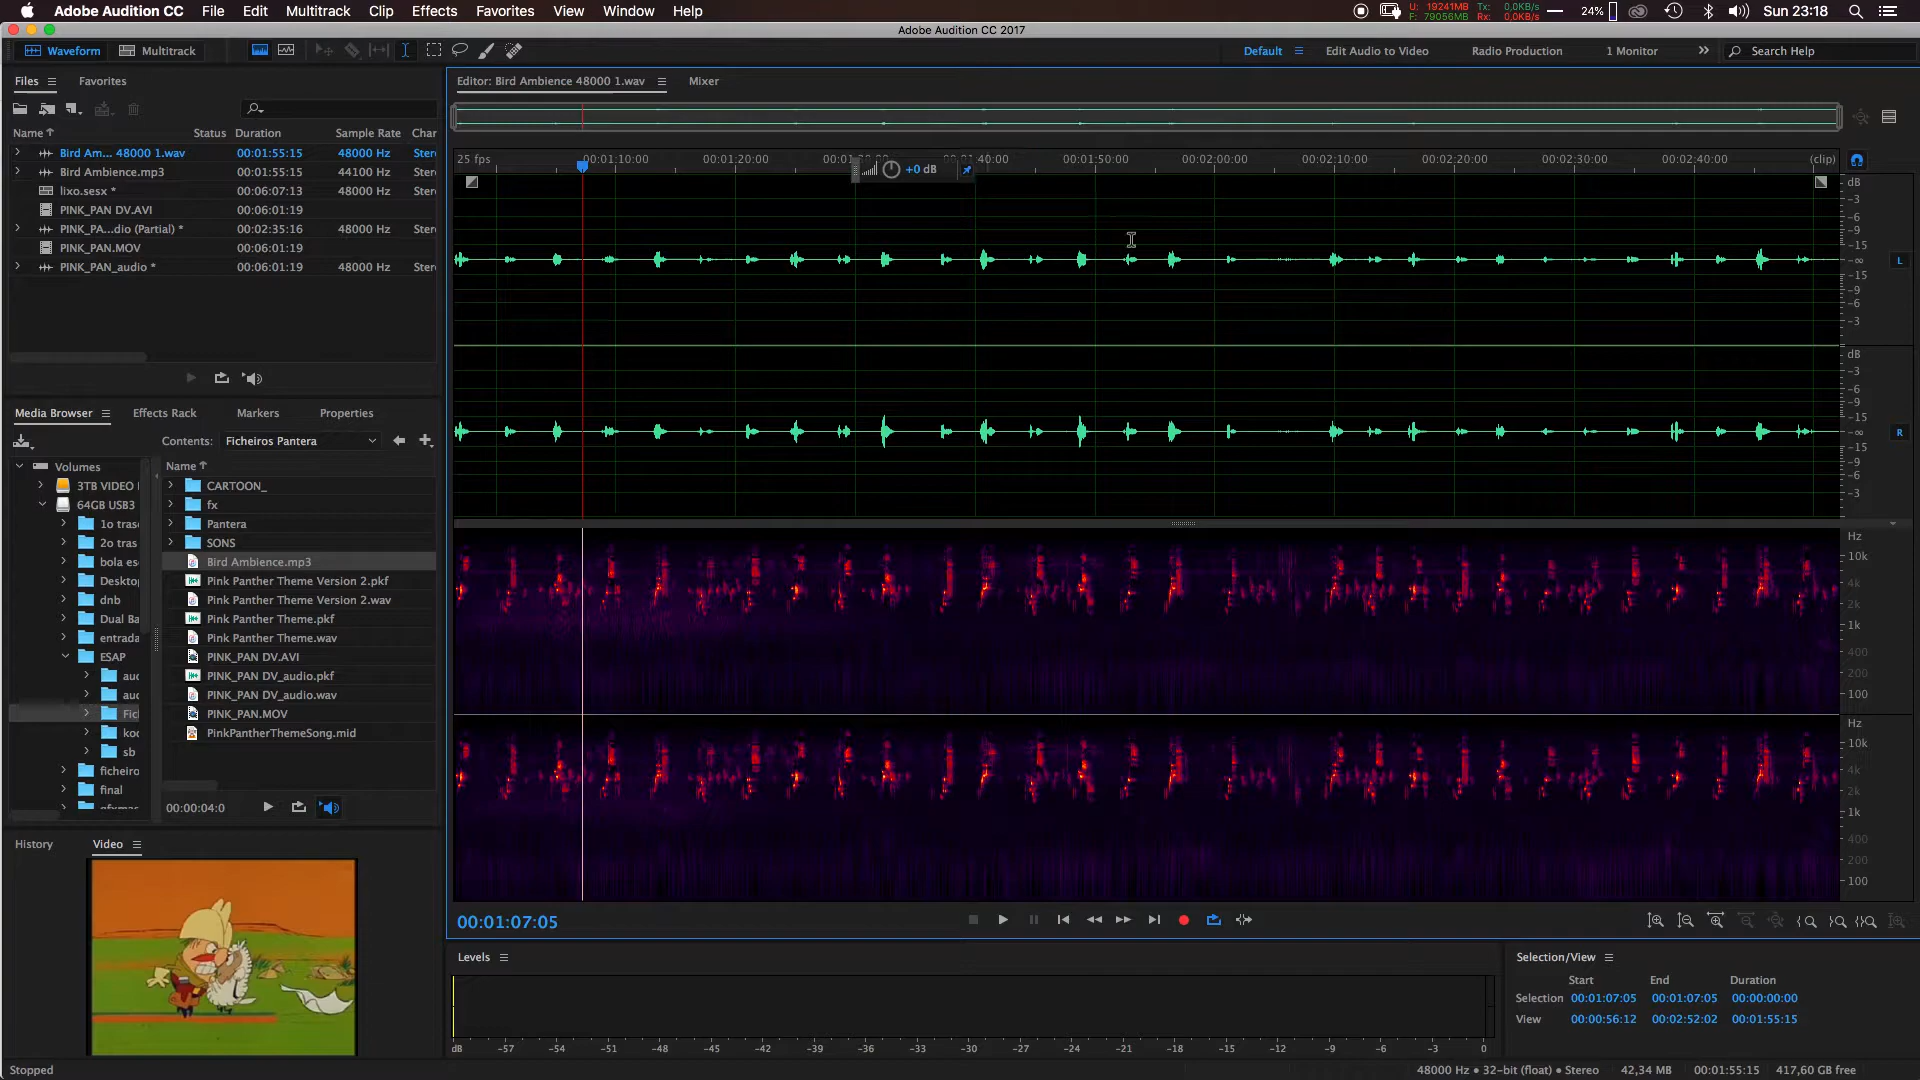 Adobe Audition CC File Edit Multitrack Clip Effects Favorites View Window Help U: 19241MB Tx: 0,0KB/s 24% Sun 23:18
F: 79056MB Rx: 0,0KB/s
Adobe Audition CC 2017
Waveform Multitrack Default Edit Audio to Video Radio Production 1 Monitor Search Help
Files Favorites Editor: Bird Ambience 48000 1.wav Mixer
Name Status Duration Sample Rate Char
Bird Am... 48000 1.wav 00:01:55:15 48000 Hz Stere
Bird Ambience.mp3 00:01:55:15 44100 Hz Stere
lixo.sesx * 00:06:07:13 48000 Hz
PINK_PAN DV.AVI 00:06:01:19
PINK_PA...dio (Partial) * 00:02:35:16 48000 Hz Stere
PINK_PAN.MOV 00:06:01:19
PINK_PAN_audio * 00:06:01:19 48000 Hz Stere
25 fps 00:01:10:00 00:01:20:00 00:01:40:00 00:01:50:00 00:02:00:00 00:02:10:00 00:02:20:00 00:02:30:00 00:02:40:00 (clip)
+0 dB
dB
-3
-6
-9
-15
-∞
-15
-9
-6
-3
L
dB
-3
-6
-9
-15
-∞
-15
-9
-6
-3
R
Media Browser Effects Rack Markers Properties
Contents: Ficheiros Pantera
Volumes
3TB VIDEO
64GB USB3
1o tras
2o tras
bola es
Deskto
dnb
Dual Ba
entrada
ESAP
auc
auc
Fic
koc
sb
ficheiro
final
Name
CARTOON_
fx
Pantera
SONS
Bird Ambience.mp3
Pink Panther Theme Version 2.pkf
Pink Panther Theme Version 2.wav
Pink Panther Theme.pkf
Pink Panther Theme.wav
PINK_PAN DV.AVI
PINK_PAN DV_audio.pkf
PINK_PAN DV_audio.wav
PINK_PAN.MOV
PinkPantherThemeSong.mid
00:00:04:0
Hz
10k
4k
2k
1k
400
200
100
Hz
10k
4k
2k
1k
400
200
100
History Video
00:01:07:05
Levels
dB -57 -54 -51 -48 -45 -42 -39 -36 -33 -30 -27 -24 -21 -18 -15 -12 -9 -6 -3 0
Selection/View
Start End Duration
Selection 00:01:07:05 00:01:07:05 00:00:00:00
View 00:00:56:12 00:02:52:02 00:01:55:15
Stopped 48000 Hz • 32-bit (float) • Stereo 42,34 MB 00:01:55:15 417,60 GB free